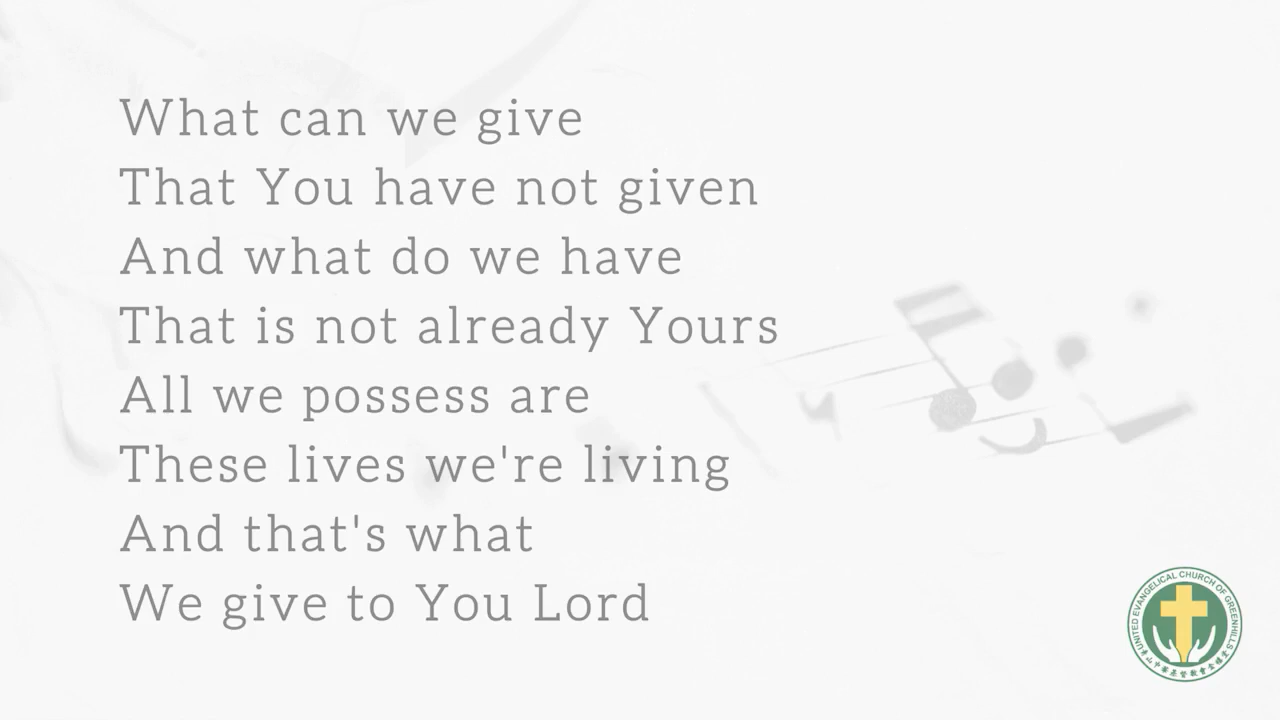 What can we give
That You have not given
And what do we have
That is not already Yours
All we possess are
These lives we're living
And that's what
We give to You Lord
UNITED EVANGELICAL CHURCH OF GREENHILLS